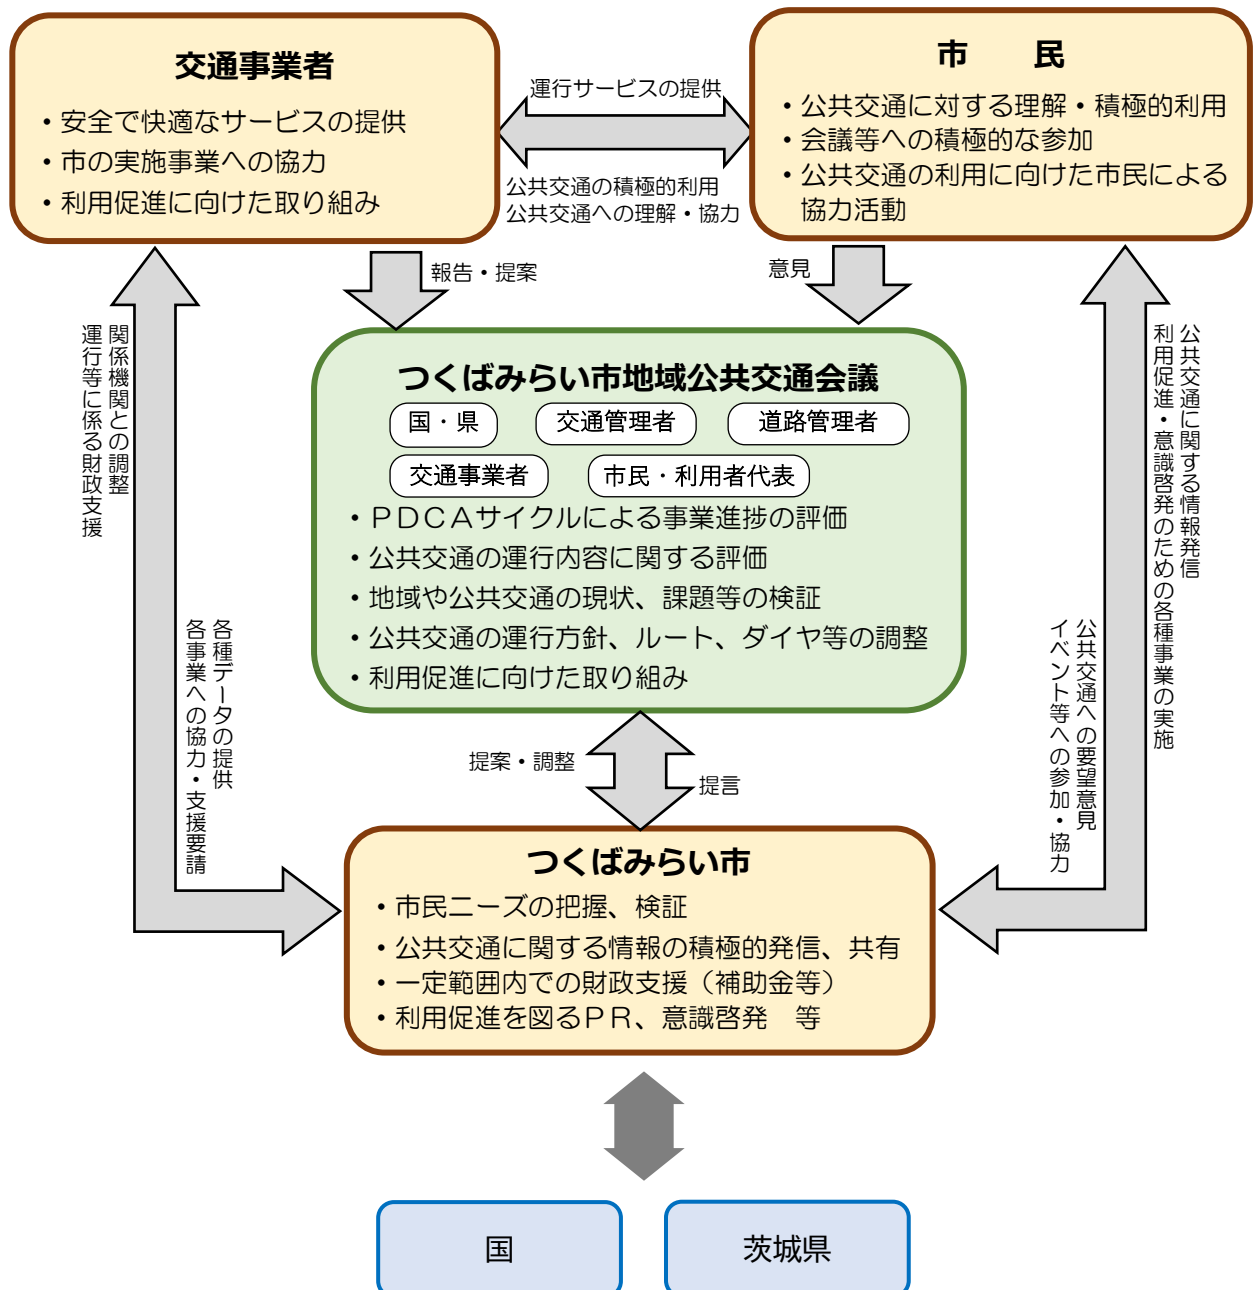 交通事業者
・安全で快適なサービスの提供
・市の実施事業への協力
・利用促進に向けた取り組み
運行サービスの提供
公共交通の積極的利用
公共交通への理解・協力
市　　民
・公共交通に対する理解・積極的利用
・会議等への積極的な参加
・公共交通の利用に向けた市民による
協力活動
報告・提案
意見
関係機関との調整
運行等に係る財政支援
各種データの提供
各事業への協力・支援要請
つくばみらい市地域公共交通会議
国・県
交通管理者
道路管理者
交通事業者
市民・利用者代表
・ＰＤＣＡサイクルによる事業進捗の評価
・公共交通の運行内容に関する評価
・地域や公共交通の現状、課題等の検証
・公共交通の運行方針、ルート、ダイヤ等の調整
・利用促進に向けた取り組み
公共交通に関する情報発信
利用促進・意識啓発のための各種事業の実施
公共交通への要望意見
イベント等への参加・協力
提案・調整
提言
つくばみらい市
・市民ニーズの把握、検証
・公共交通に関する情報の積極的発信、共有
・一定範囲内での財政支援（補助金等）
・利用促進を図るＰＲ、意識啓発　等
国
茨城県